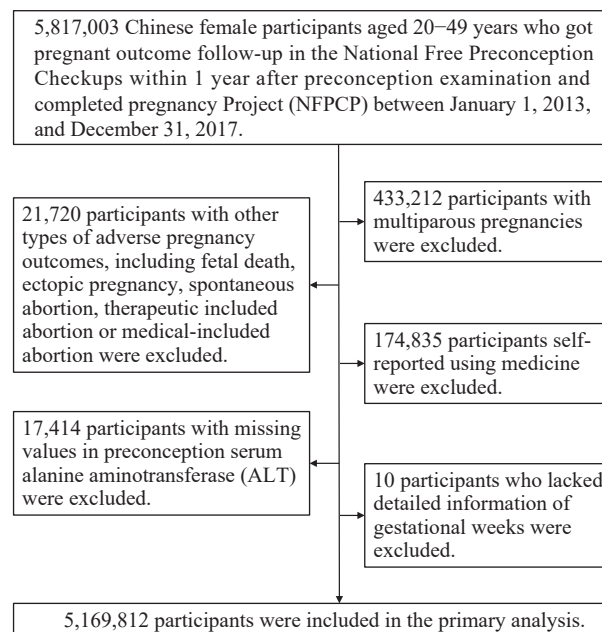 5,817,003 Chinese female participants aged 20−49 years who got
pregnant outcome follow-up in the National Free Preconception
Checkups within 1 year after preconception examination and
completed pregnancy Project (NFPCP) between January 1, 2013,
and December 31, 2017.
433,212 participants with
multiparous pregnancies
were excluded.
21,720 participants with other
types of adverse pregnancy
outcomes, including fetal death,
ectopic pregnancy, spontaneous
abortion, therapeutic included
abortion or medical-included
abortion were excluded.
174,835 participants self-
reported using medicine
were excluded.
17,414 participants with missing
values in preconception serum
alanine aminotransferase (ALT)
were excluded.
10 participants who lacked
detailed information of
gestational weeks were
excluded.
5,169,812 participants were included in the primary analysis.